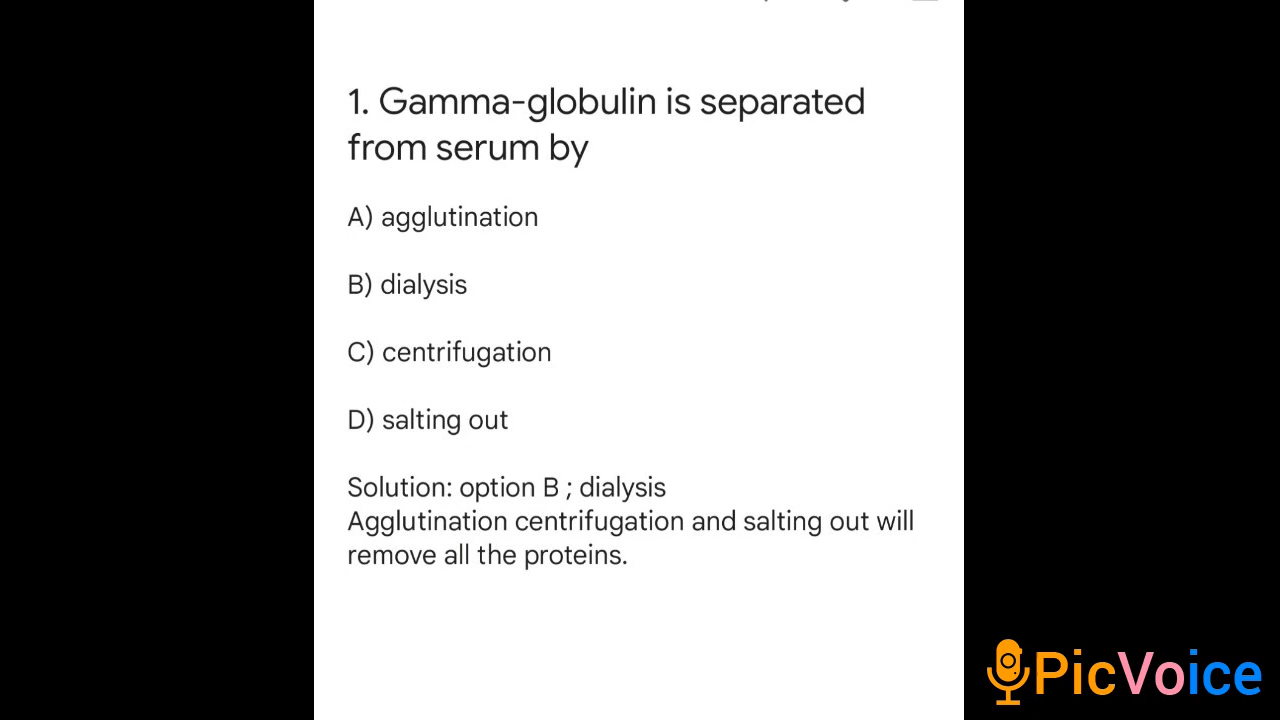 1. Gamma-globulin is separated
from serum by
A) agglutination
B) dialysis
C) centrifugation
D) salting out
Solution: option B ; dialysis
Agglutination centrifugation and salting out will
remove all the proteins.
PicVoice